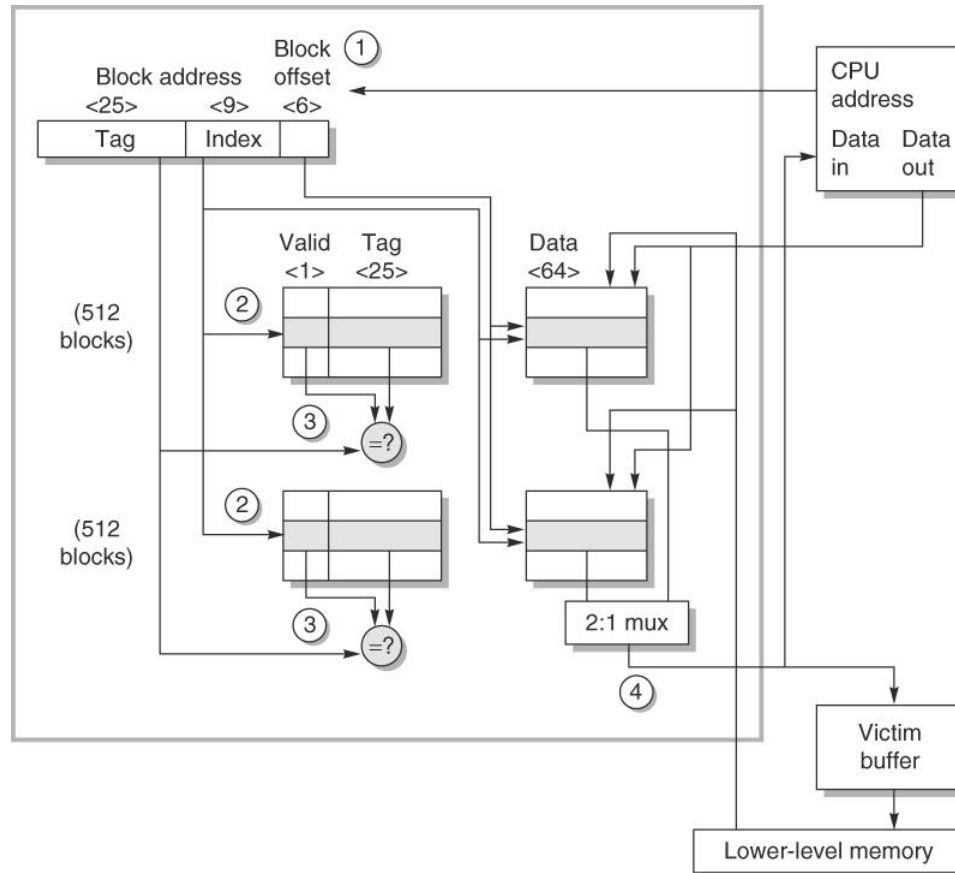 Block
offset
1
Block address
<25>
<9>
<6>
Tag
Index
CPU
address
Data
in
Data
out
Valid
<1>
Tag
<25>
Data
<64>
(512
blocks)
2
3
=?
(512
blocks)
2
3
=?
2:1 mux
4
Victim
buffer
Lower-level memory